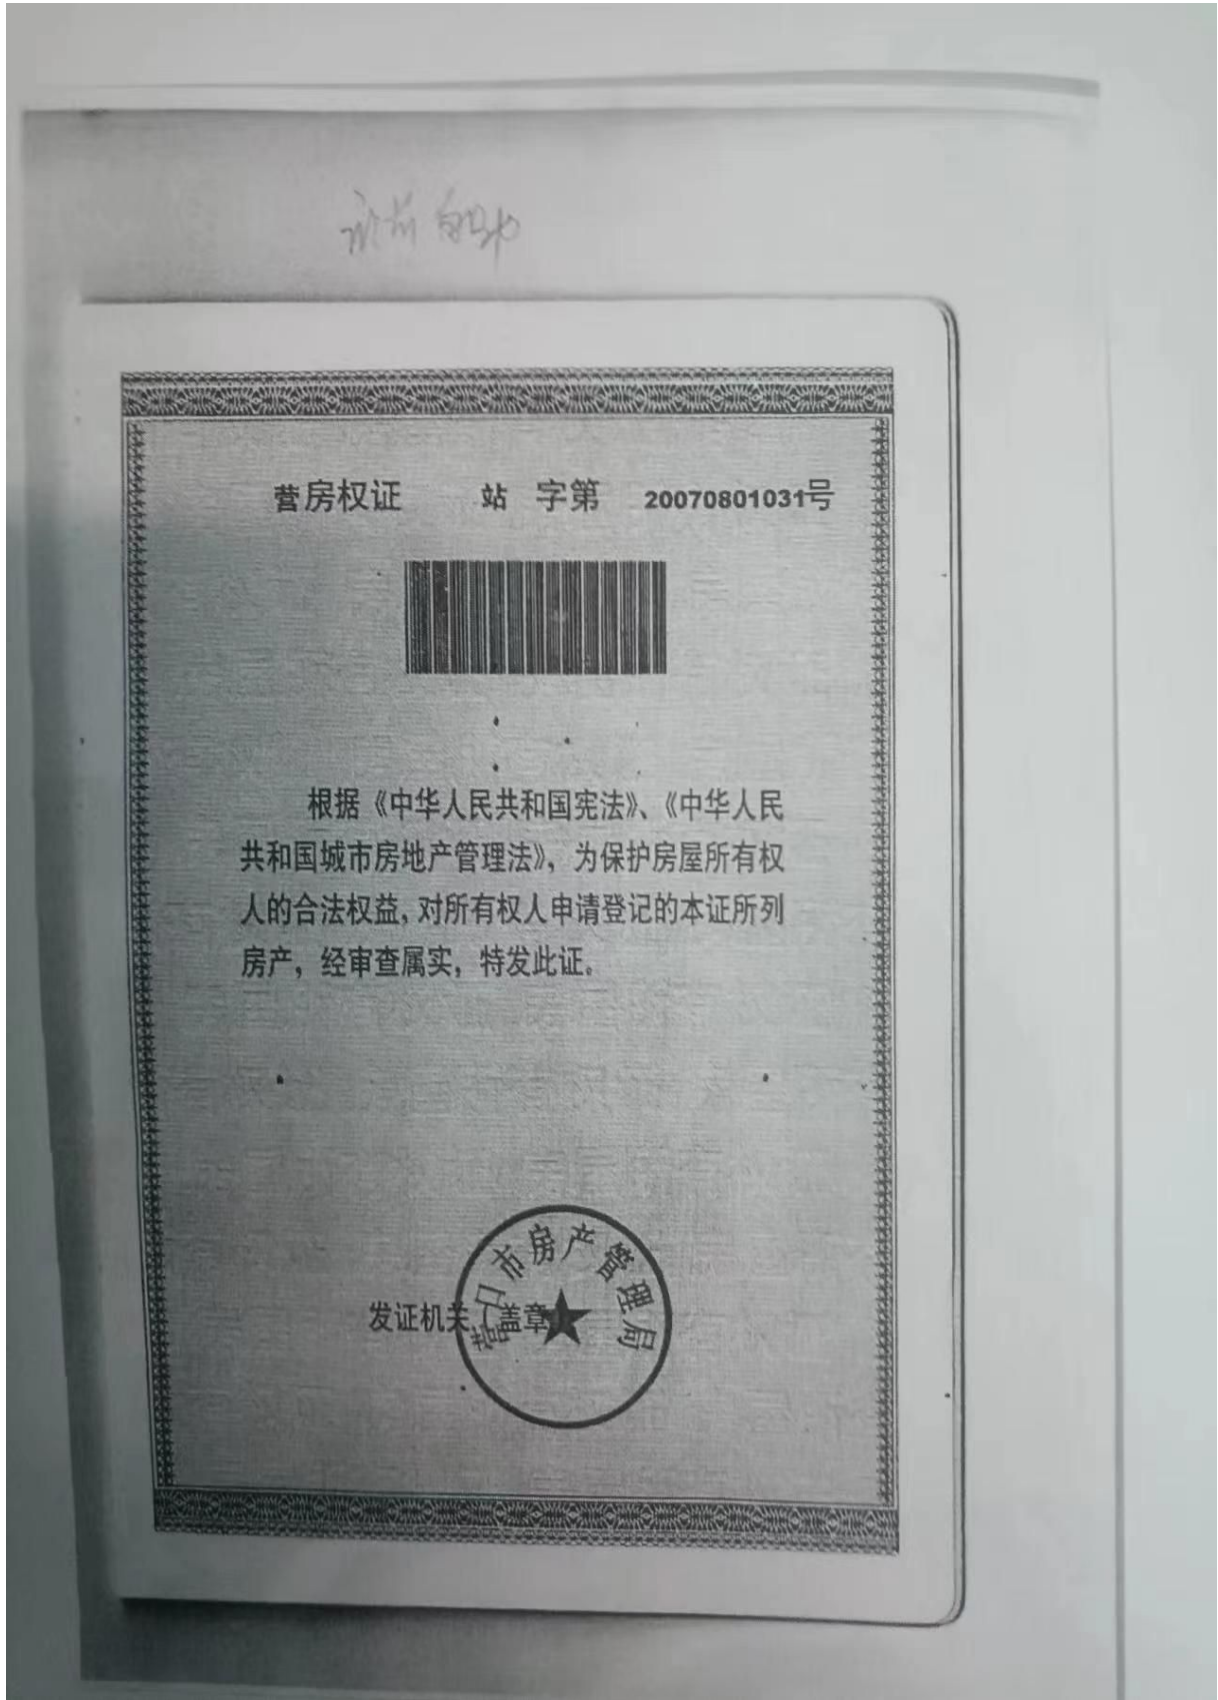 营房权证 站 字第 20070801031号
根据《中华人民共和国宪法》、《中华人民
共和国城市房地产管理法》，为保护房屋所有权
人的合法权益，对所有权人申请登记的本证所列
房产，经审查属实，特发此证。
发证机关（盖章
营口市房产管理局